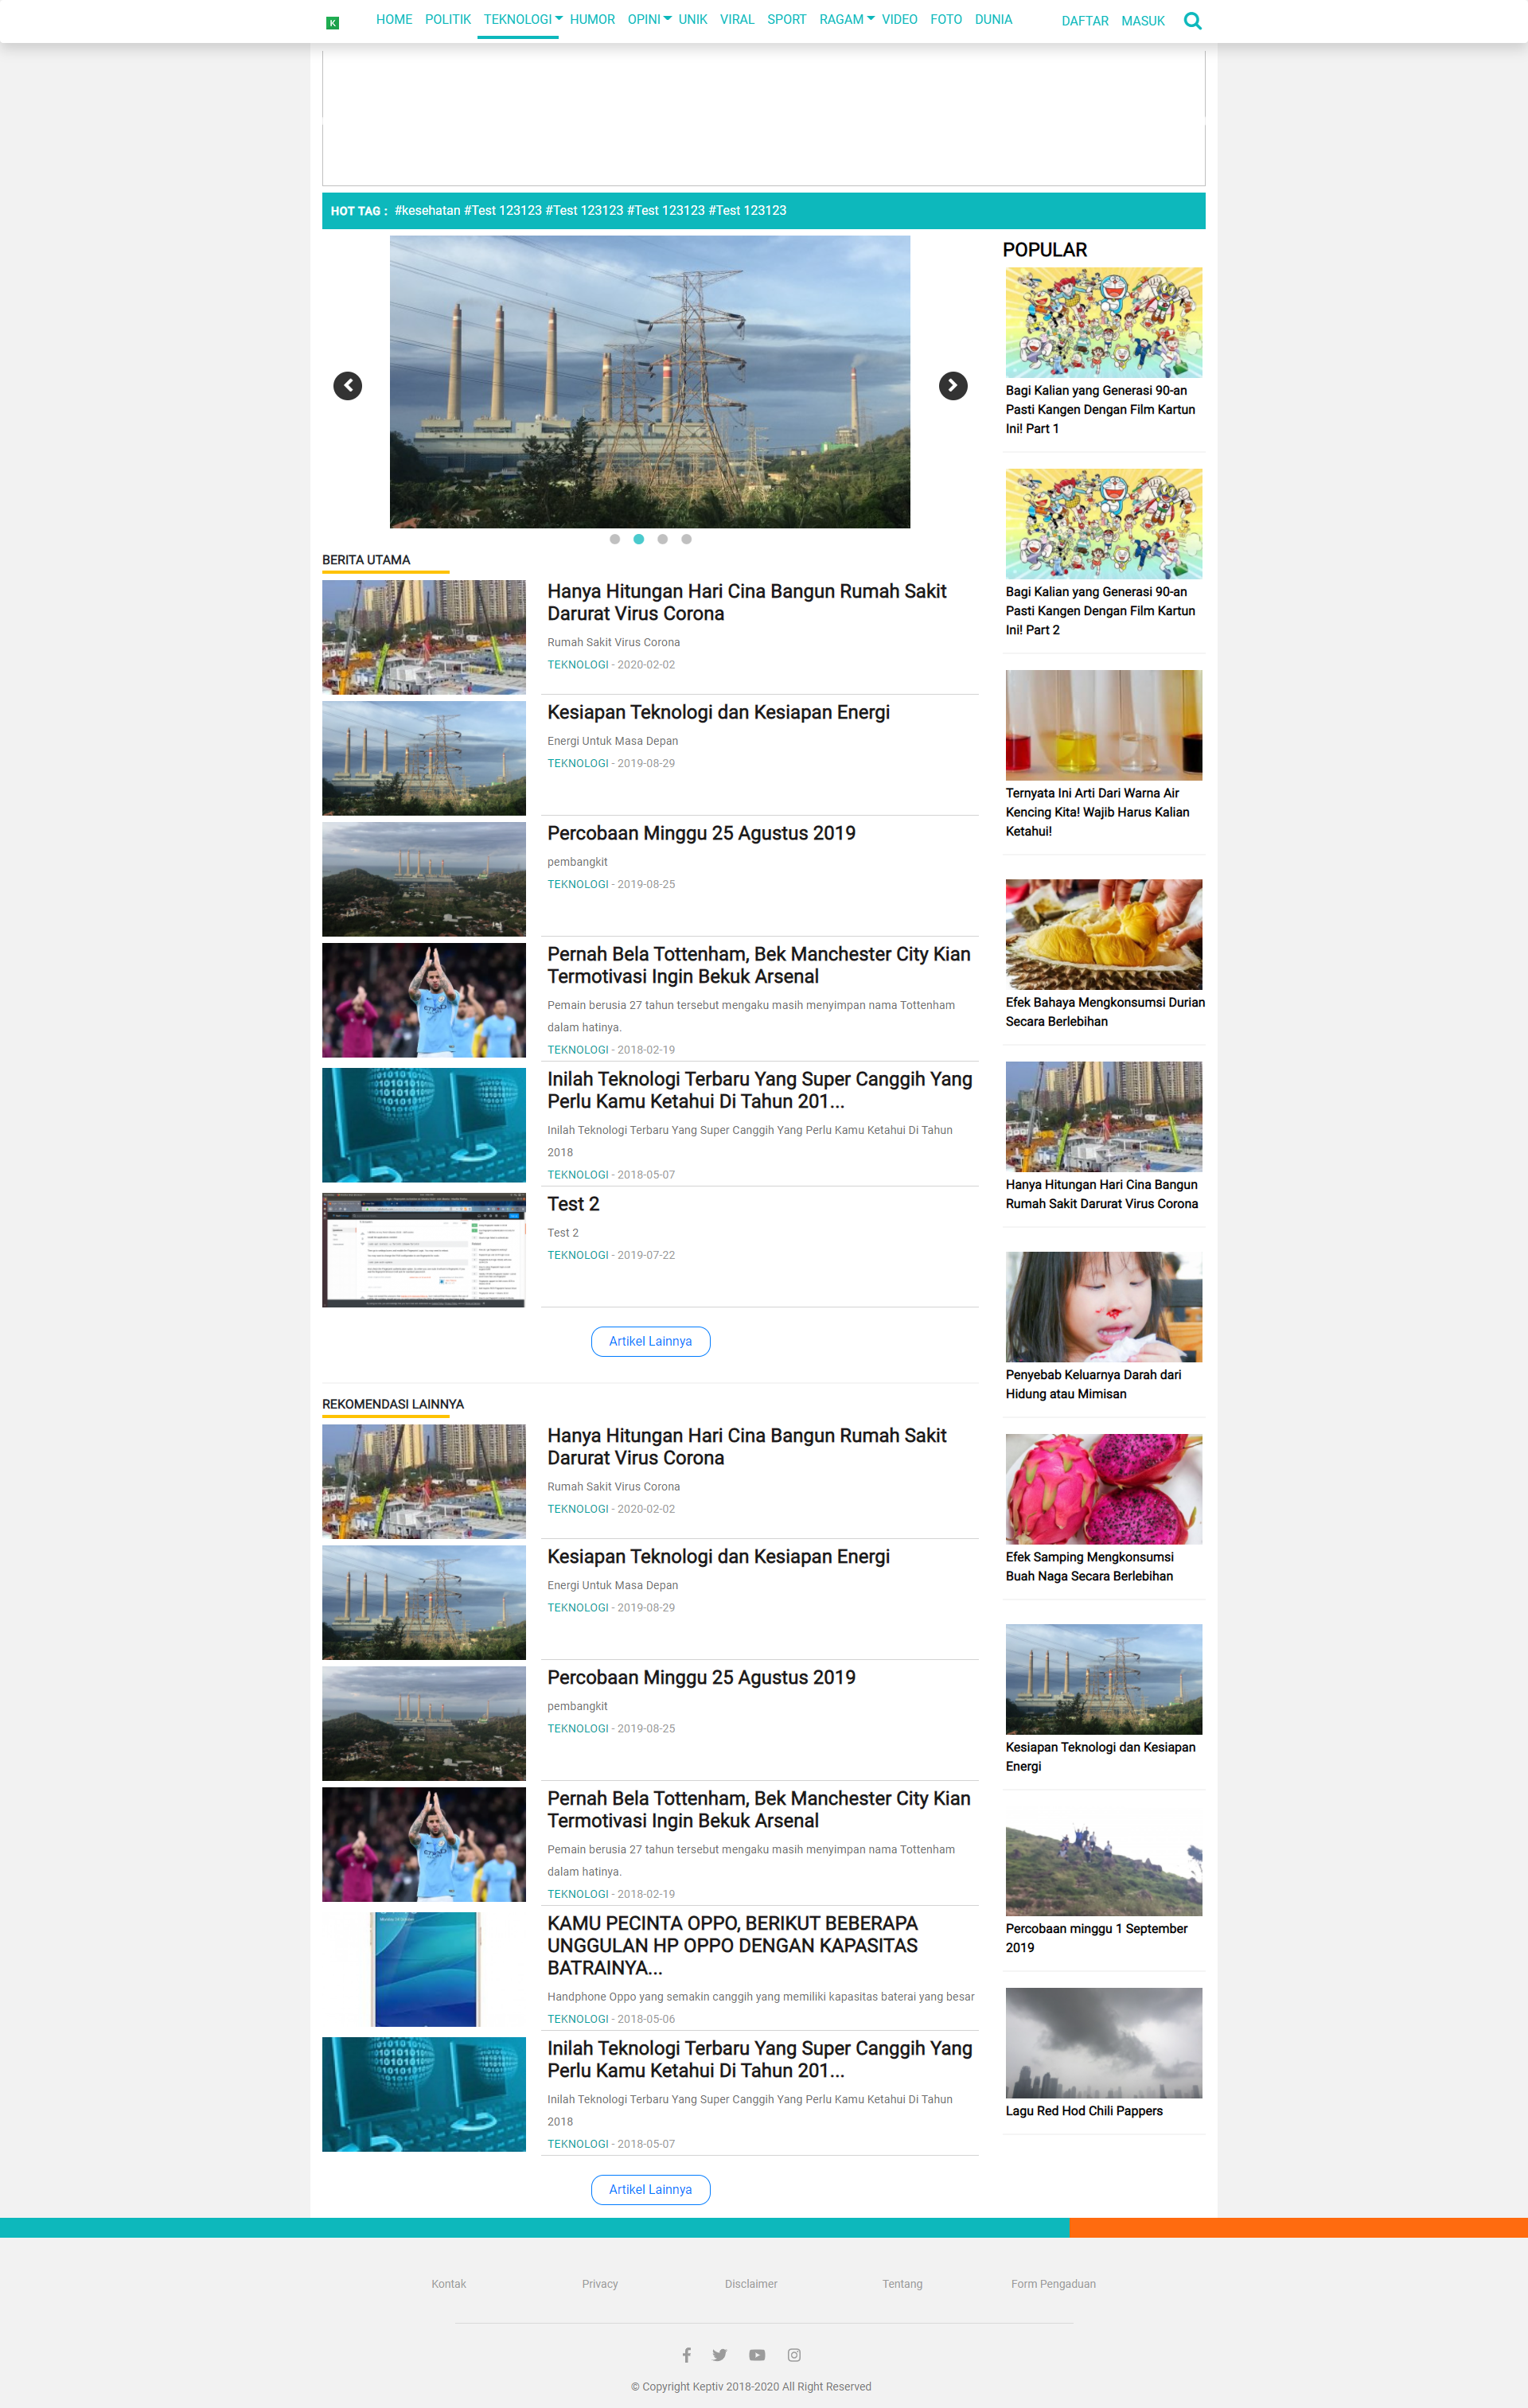 K HOME POLITIK TEKNOLOGI HUMOR OPINI UNIK VIRAL SPORT RAGAM VIDEO FOTO DUNIA DAFTAR MASUK
HOT TAG : #kesehatan #Test 123123 #Test 123123 #Test 123123 #Test 123123
BERITA UTAMA
Hanya Hitungan Hari Cina Bangun Rumah Sakit
Darurat Virus Corona
Rumah Sakit Virus Corona
TEKNOLOGI - 2020-02-02
Kesiapan Teknologi dan Kesiapan Energi
Energi Untuk Masa Depan
TEKNOLOGI - 2019-08-29
Percobaan Minggu 25 Agustus 2019
pembangkit
TEKNOLOGI - 2019-08-25
Pernah Bela Tottenham, Bek Manchester City Kian
Termotivasi Ingin Bekuk Arsenal
Pemain berusia 27 tahun tersebut mengaku masih menyimpan nama Tottenham
dalam hatinya.
TEKNOLOGI - 2018-02-19
Inilah Teknologi Terbaru Yang Super Canggih Yang
Perlu Kamu Ketahui Di Tahun 201...
Inilah Teknologi Terbaru Yang Super Canggih Yang Perlu Kamu Ketahui Di Tahun
2018
TEKNOLOGI - 2018-05-07
Test 2
Test 2
TEKNOLOGI - 2019-07-22
Artikel Lainnya
REKOMENDASI LAINNYA
Hanya Hitungan Hari Cina Bangun Rumah Sakit
Darurat Virus Corona
Rumah Sakit Virus Corona
TEKNOLOGI - 2020-02-02
Kesiapan Teknologi dan Kesiapan Energi
Energi Untuk Masa Depan
TEKNOLOGI - 2019-08-29
Percobaan Minggu 25 Agustus 2019
pembangkit
TEKNOLOGI - 2019-08-25
Pernah Bela Tottenham, Bek Manchester City Kian
Termotivasi Ingin Bekuk Arsenal
Pemain berusia 27 tahun tersebut mengaku masih menyimpan nama Tottenham
dalam hatinya.
TEKNOLOGI - 2018-02-19
KAMU PECINTA OPPO, BERIKUT BEBERAPA
UNGGULAN HP OPPO DENGAN KAPASITAS
BATRAINYA...
Handphone Oppo yang semakin canggih yang memiliki kapasitas baterai yang besar
TEKNOLOGI - 2018-05-06
Inilah Teknologi Terbaru Yang Super Canggih Yang
Perlu Kamu Ketahui Di Tahun 201...
Inilah Teknologi Terbaru Yang Super Canggih Yang Perlu Kamu Ketahui Di Tahun
2018
TEKNOLOGI - 2018-05-07
Artikel Lainnya
POPULAR
Bagi Kalian yang Generasi 90-an
Pasti Kangen Dengan Film Kartun
Ini! Part 1
Bagi Kalian yang Generasi 90-an
Pasti Kangen Dengan Film Kartun
Ini! Part 2
Ternyata Ini Arti Dari Warna Air
Kencing Kita! Wajib Harus Kalian
Ketahui!
Efek Bahaya Mengkonsumsi Durian
Secara Berlebihan
Hanya Hitungan Hari Cina Bangun
Rumah Sakit Darurat Virus Corona
Penyebab Keluarnya Darah dari
Hidung atau Mimisan
Efek Samping Mengkonsumsi
Buah Naga Secara Berlebihan
Kesiapan Teknologi dan Kesiapan
Energi
Percobaan minggu 1 September
2019
Lagu Red Hod Chili Pappers
Kontak Privacy Disclaimer Tentang Form Pengaduan
© Copyright Keptiv 2018-2020 All Right Reserved